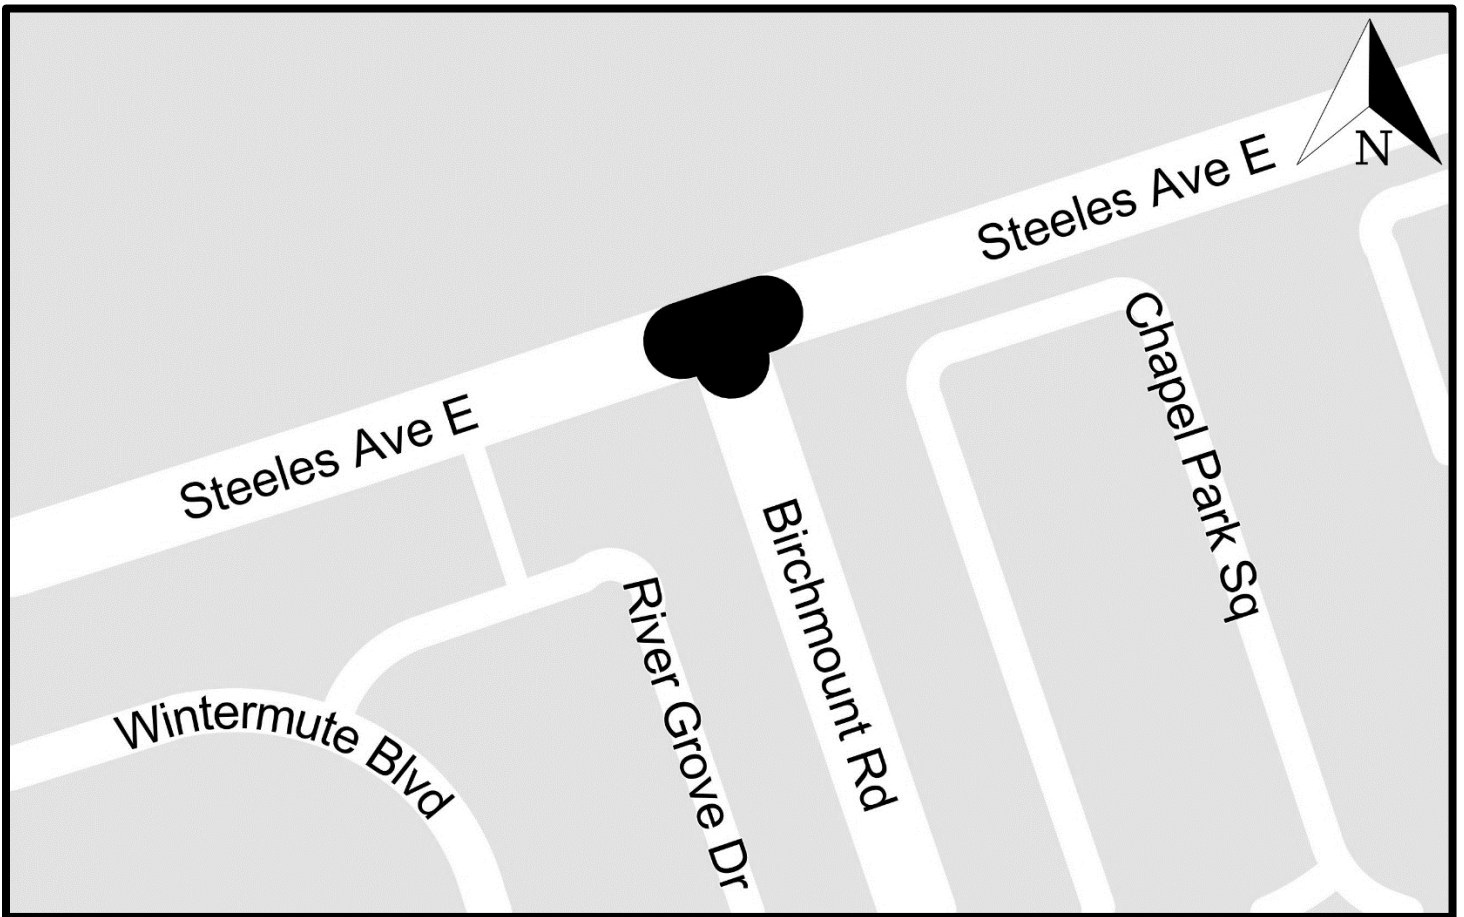 N
Steeles Ave E
Steeles Ave E
Chapel Park Sq
Birchmount Rd
River Grove Dr
Wintermute Blvd